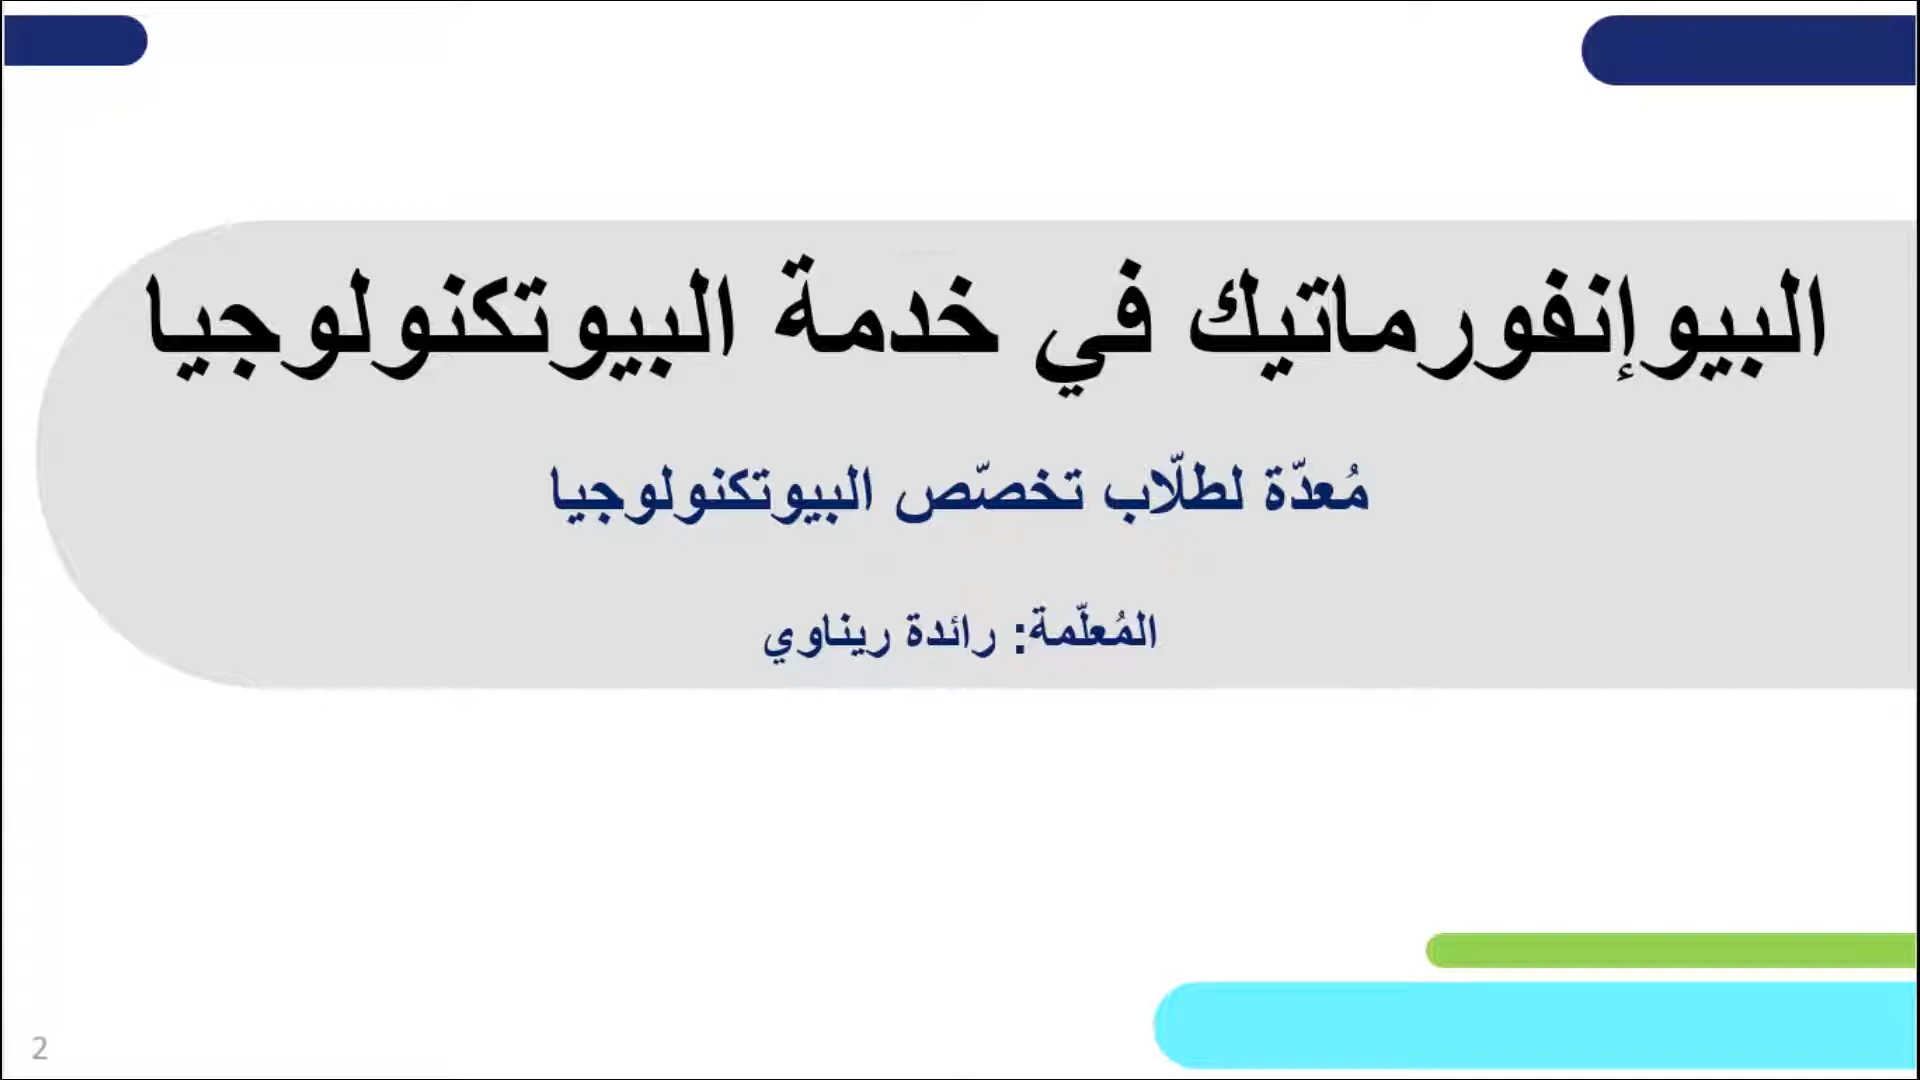 البيوإنفورماتيك في خدمة البيوتكنولوجيا
مُعدّة لطلّاب تخصّص البيوتكنولوجيا
المُعلّمة: رائدة ريناوي
2